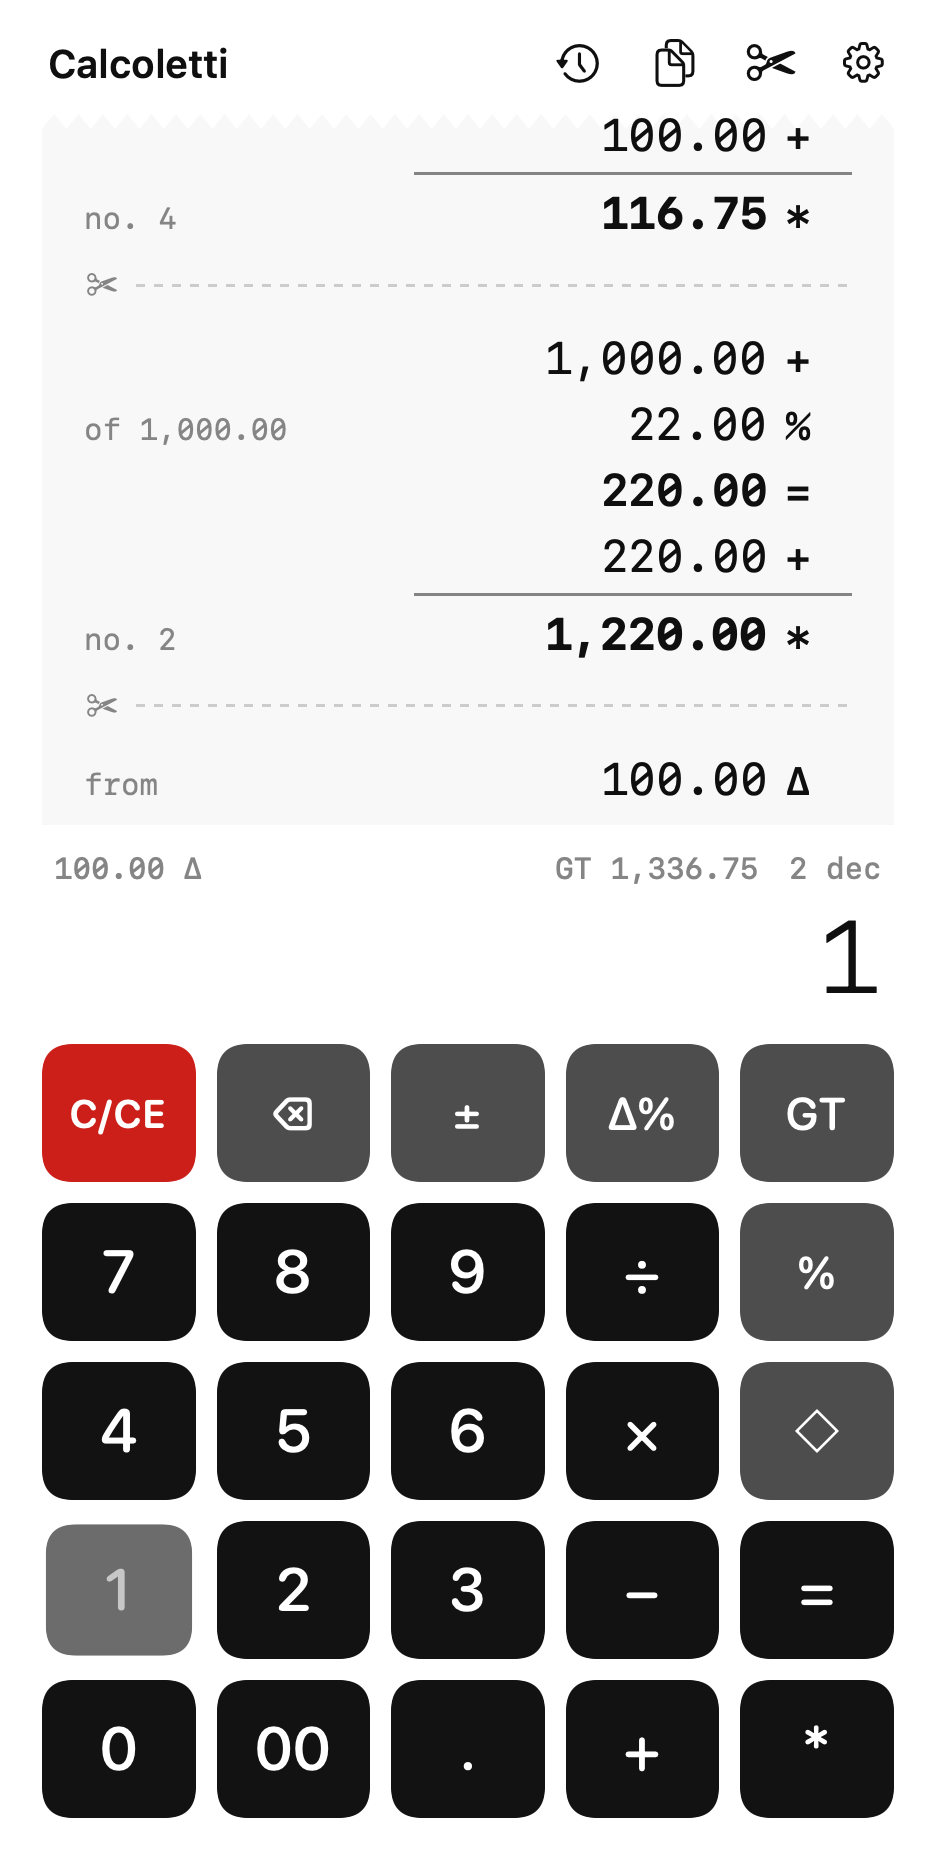 Calcoletti
100.00 +
no. 4 116.75 *
1,000.00 +
of 1,000.00 22.00 %
220.00 =
220.00 +
no. 2 1,220.00 *
from 100.00 Δ
100.00 Δ GT 1,336.75 2 dec
1
C/CE ± Δ% GT
7 8 9 ÷ %
4 5 6 × ◇
1 2 3 − =
0 00 . + *